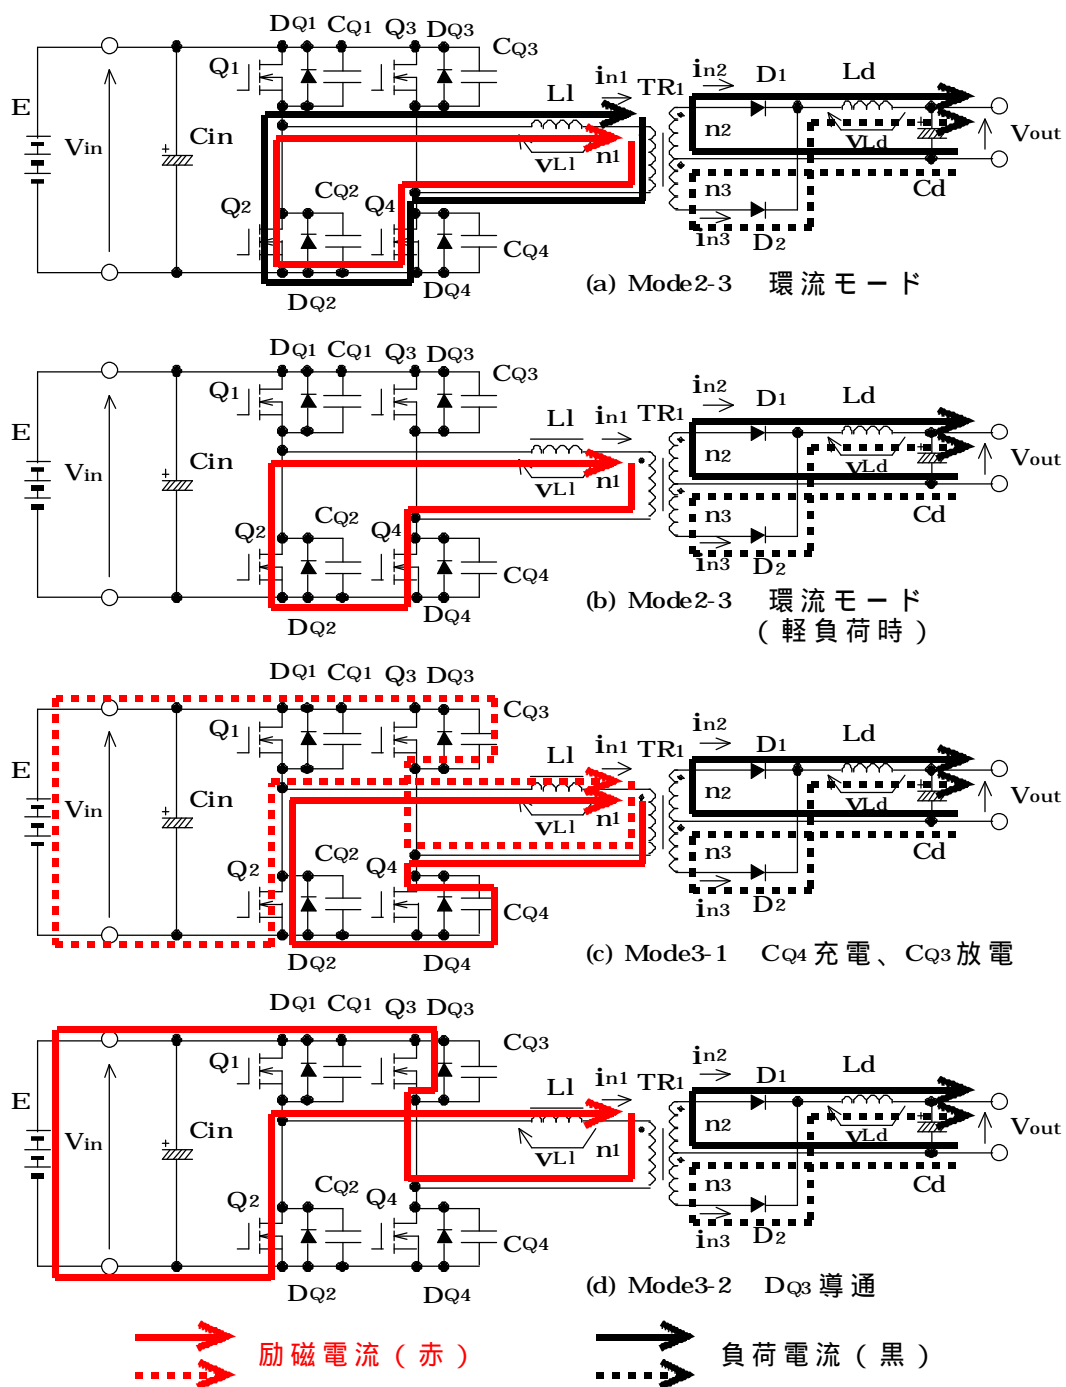 DQ1 CQ1 Q3 DQ3
CQ3
Q1
in1
in2
D1
Ld
Ll
TR1
E
Vin
Cin
n2
VLd
Vout
VLl
n1
CQ2
Q2
Q4
n3
Cd
CQ4
in3
D2
DQ2
DQ4
(a) Mode2-3 環流モード
DQ1 CQ1 Q3 DQ3
CQ3
Q1
in1
in2
D1
Ld
Ll
TR1
E
Vin
Cin
n2
VLd
Vout
VLl
n1
CQ2
Q2
Q4
n3
Cd
CQ4
in3
D2
DQ2
DQ4
(b) Mode2-3 環流モード
(軽負荷時)
DQ1 CQ1 Q3 DQ3
CQ3
Q1
in1
in2
D1
Ld
Ll
TR1
E
Vin
Cin
n2
VLd
Vout
VLl
n1
CQ2
Q2
Q4
n3
Cd
CQ4
in3
D2
DQ2
DQ4
(c) Mode3-1 CQ4充電、CQ3放電
DQ1 CQ1 Q3 DQ3
CQ3
Q1
in1
in2
D1
Ld
Ll
TR1
E
Vin
Cin
n2
VLd
Vout
VLl
n1
CQ2
Q2
Q4
n3
Cd
CQ4
in3
D2
DQ2
DQ4
(d) Mode3-2 DQ3導通
励磁電流(赤)
負荷電流(黒)